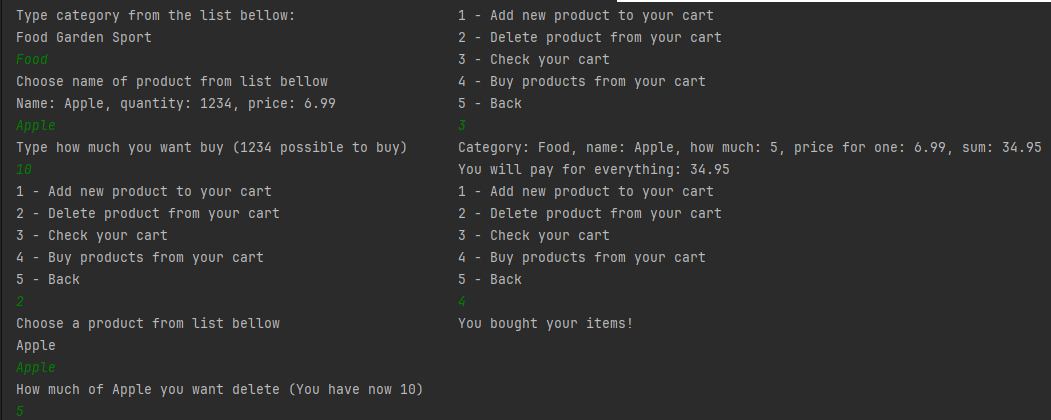 Type category from the list bellow:
Food Garden Sport
Food
Choose name of product from list bellow
Name: Apple, quantity: 1234, price: 6.99
Apple
Type how much you want buy (1234 possible to buy)
10
1 - Add new product to your cart
2 - Delete product from your cart
3 - Check your cart
4 - Buy products from your cart
5 - Back
2
Choose a product from list bellow
Apple
Apple
How much of Apple you want delete (You have now 10)
5
1 - Add new product to your cart
2 - Delete product from your cart
3 - Check your cart
4 - Buy products from your cart
5 - Back
3
Category: Food, name: Apple, how much: 5, price for one: 6.99, sum: 34.95
You will pay for everything: 34.95
1 - Add new product to your cart
2 - Delete product from your cart
3 - Check your cart
4 - Buy products from your cart
5 - Back
4
You bought your items!